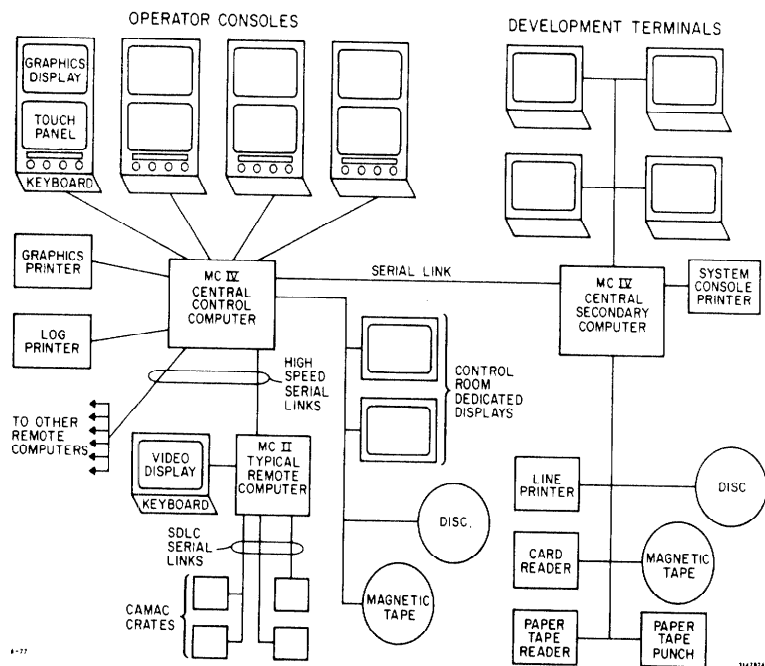 OPERATOR CONSOLES
DEVELOPMENT TERMINALS
GRAPHICS
DISPLAY
TOUCH
PANEL
KEYBOARD
GRAPHICS
PRINTER
LOG
PRINTER
MC IV
CENTRAL
CONTROL
COMPUTER
SERIAL LINK
MC IV
CENTRAL
SECONDARY
COMPUTER
SYSTEM
CONSOLE
PRINTER
HIGH
SPEED
SERIAL
LINKS
CONTROL
ROOM
DEDICATED
DISPLAYS
TO OTHER
REMOTE
COMPUTERS
VIDEO
DISPLAY
KEYBOARD
MC II
TYPICAL
REMOTE
COMPUTER
SDLC
SERIAL
LINKS
CAMAC
CRATES
DISC.
MAGNETIC
TAPE
LINE
PRINTER
DISC
CARD
READER
MAGNETIC
TAPE
PAPER
TAPE
READER
PAPER
TAPE
PUNCH